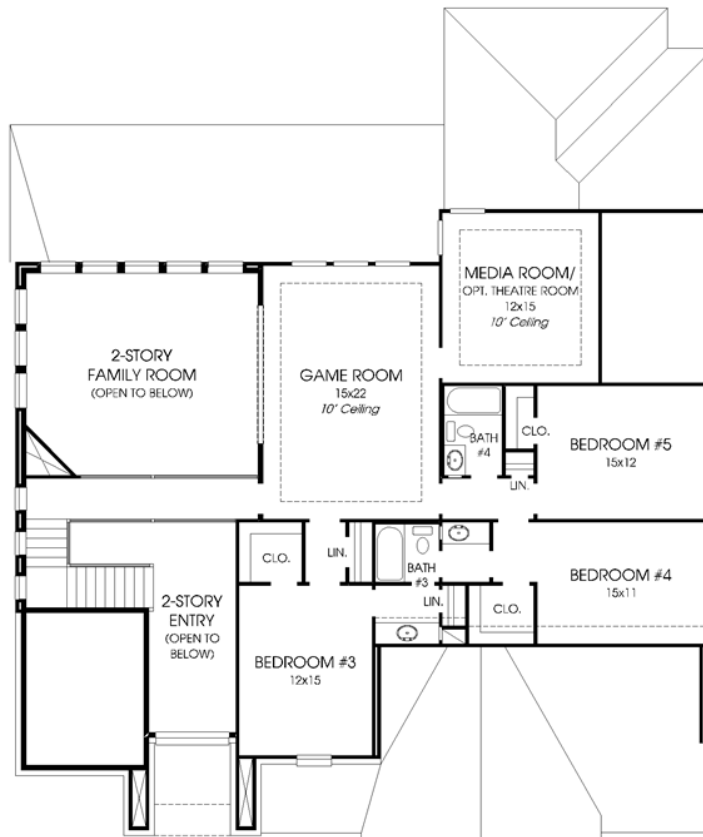 MEDIA ROOM/
OPT. THEATRE ROOM
12x15
10' Ceiling
2-STORY
FAMILY ROOM
(OPEN TO BELOW)
GAME ROOM
15x22
10' Ceiling
BATH
#4
CLO.
BEDROOM #5
15x12
LIN.
CLO.
LIN.
BATH
#3
LIN.
CLO.
BEDROOM #4
15x11
2-STORY
ENTRY
(OPEN TO
BELOW)
BEDROOM #3
12x15